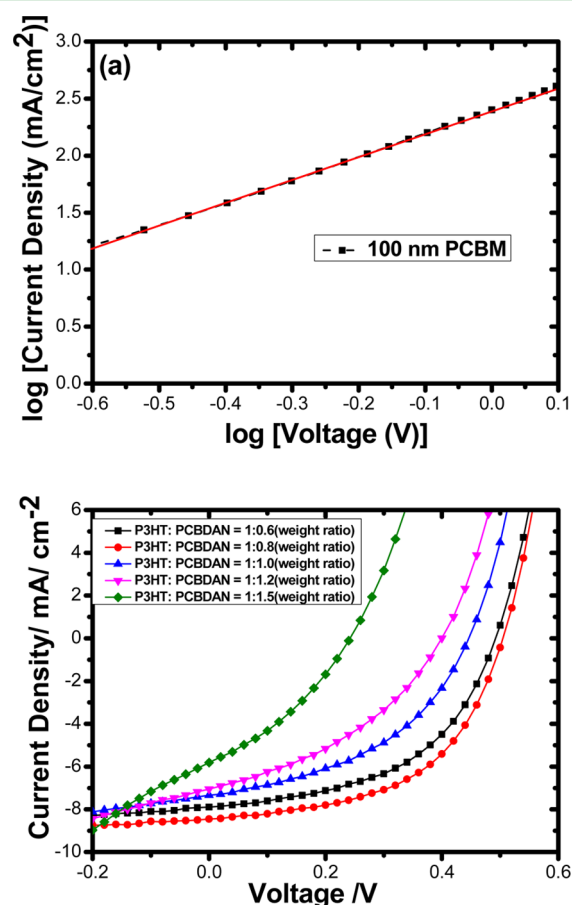 (a)
log [Current Density (mA/cm2)]
3.0
2.5
2.0
1.5
1.0
0.5
0.0
100 nm PCBM
-0.6 -0.5 -0.4 -0.3 -0.2 -0.1 0.0 0.1
log [Voltage (V)]
Current Density/ mA/ cm-2
6
4
2
0
-2
-4
-6
-8
-10
P3HT: PCBDAN = 1:0.6(weight ratio)
P3HT: PCBDAN = 1:0.8(weight ratio)
P3HT: PCBDAN = 1:1.0(weight ratio)
P3HT: PCBDAN = 1:1.2(weight ratio)
P3HT: PCBDAN = 1:1.5(weight ratio)
-0.2 0.0 0.2 0.4 0.6
Voltage /V